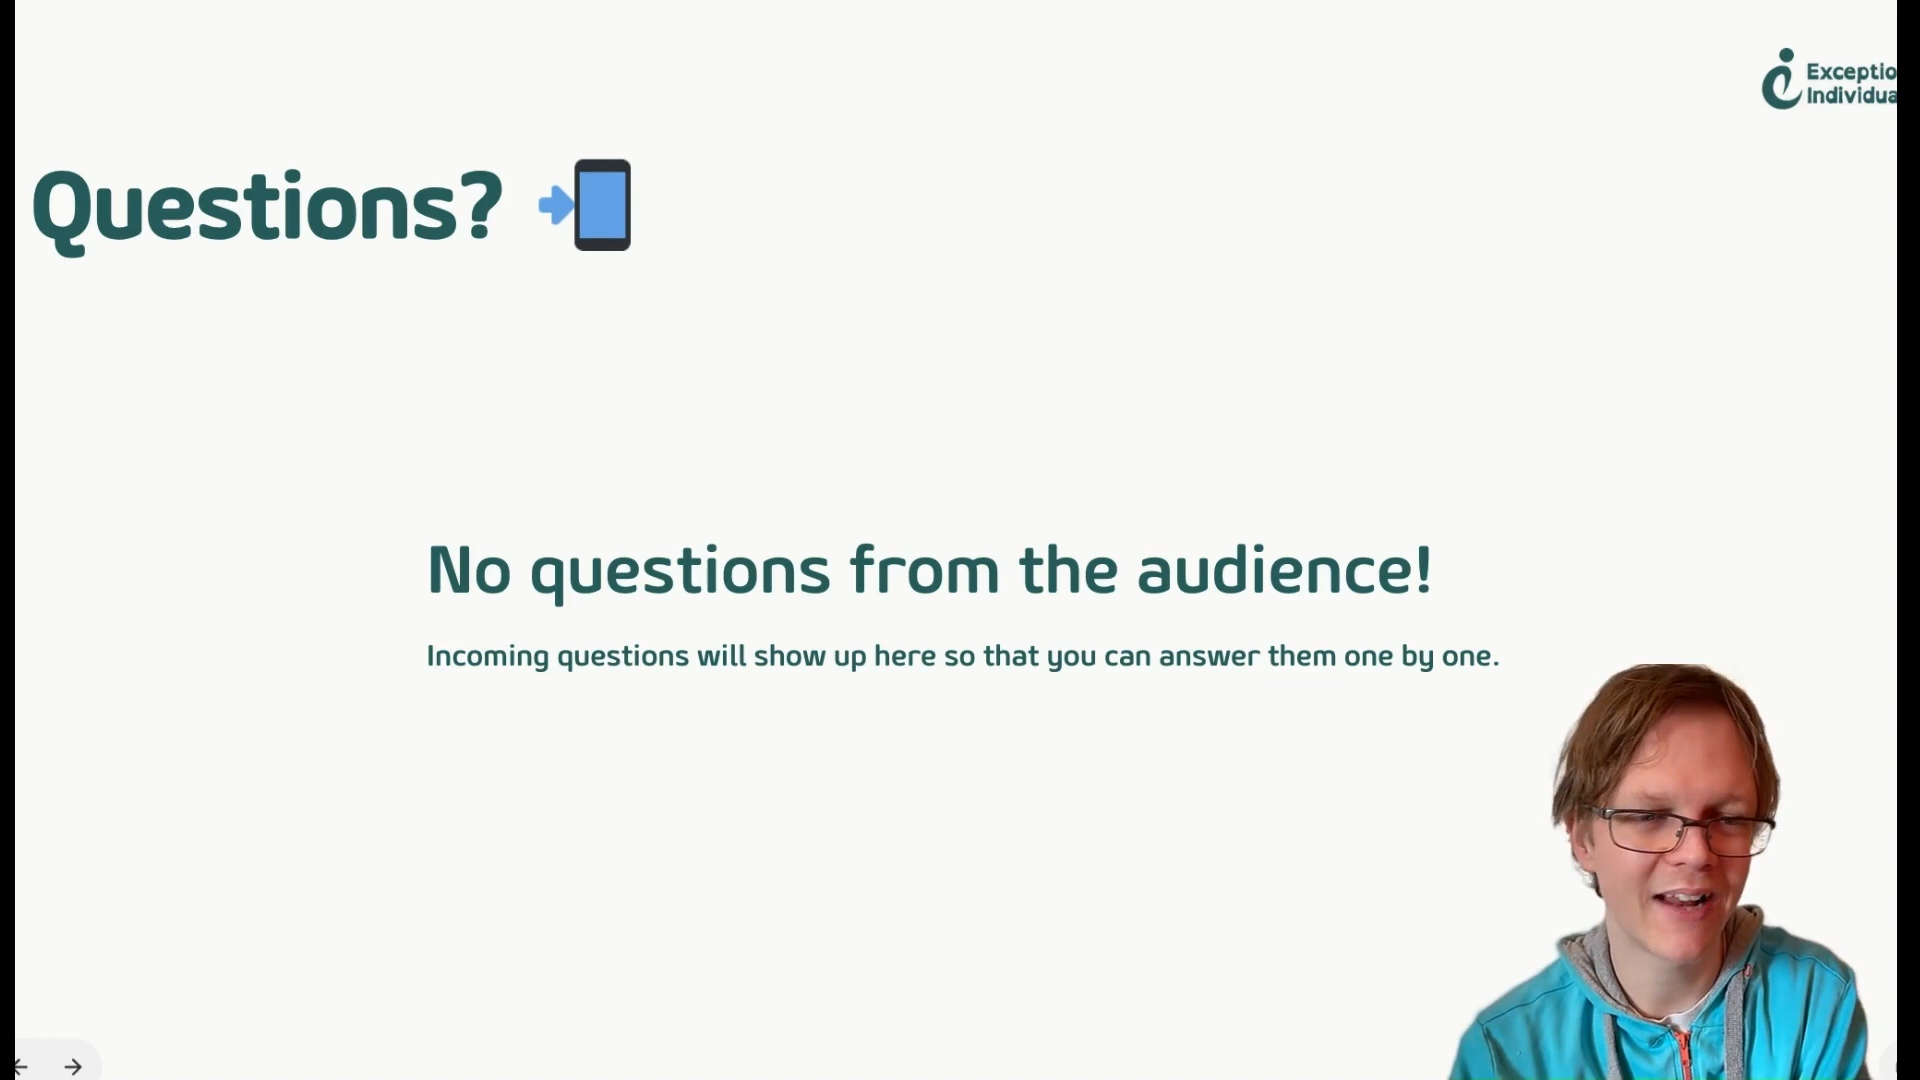 Exceptio
Individua
Questions?
No questions from the audience!
Incoming questions will show up here so that you can answer them one by one.